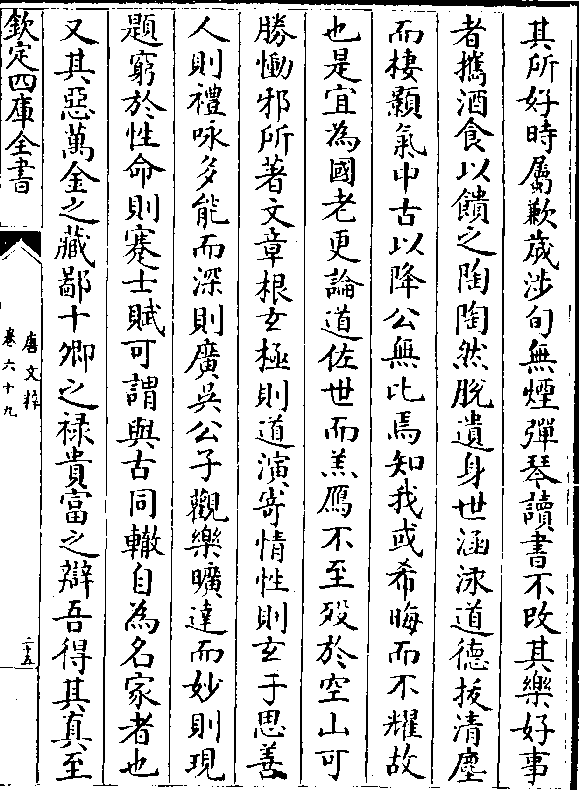 其所好時屬歉歲涉旬無煙彈琴讀書不改其樂好事
者攜酒食以饋之陶陶然脫遺身世涵泳道德拔清塵
而棲顥氣中古以降公無比焉知我或希晦而不耀故
也是宜為國老更論道佐世而羔鴈不至殁於空山可
勝慟邪所著文章根玄極則道演寄情性則玄于思善
人則禮咏多能而深則廣吳公子觀樂曠達而妙則現
題窮於性命則蹇士賦可謂與古同轍自為名家者也
又其惡萬金之藏鄙十卿之禄貴富之辯吾得其真至
欽定四庫全書
唐文粹
卷六十九
二十五